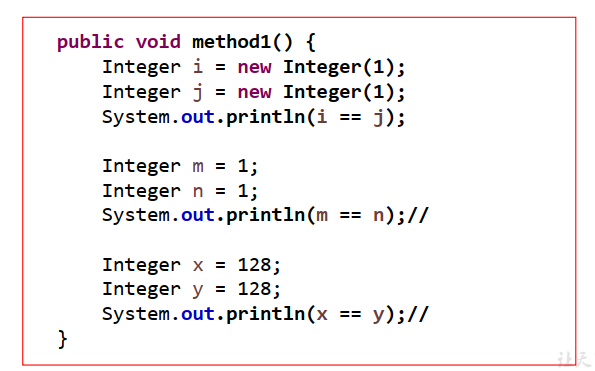 public void method1() {
    Integer i = new Integer(1);
    Integer j = new Integer(1);
    System.out.println(i == j);

    Integer m = 1;
    Integer n = 1;
    System.out.println(m == n);//

    Integer x = 128;
    Integer y = 128;
    System.out.println(x == y);//
}